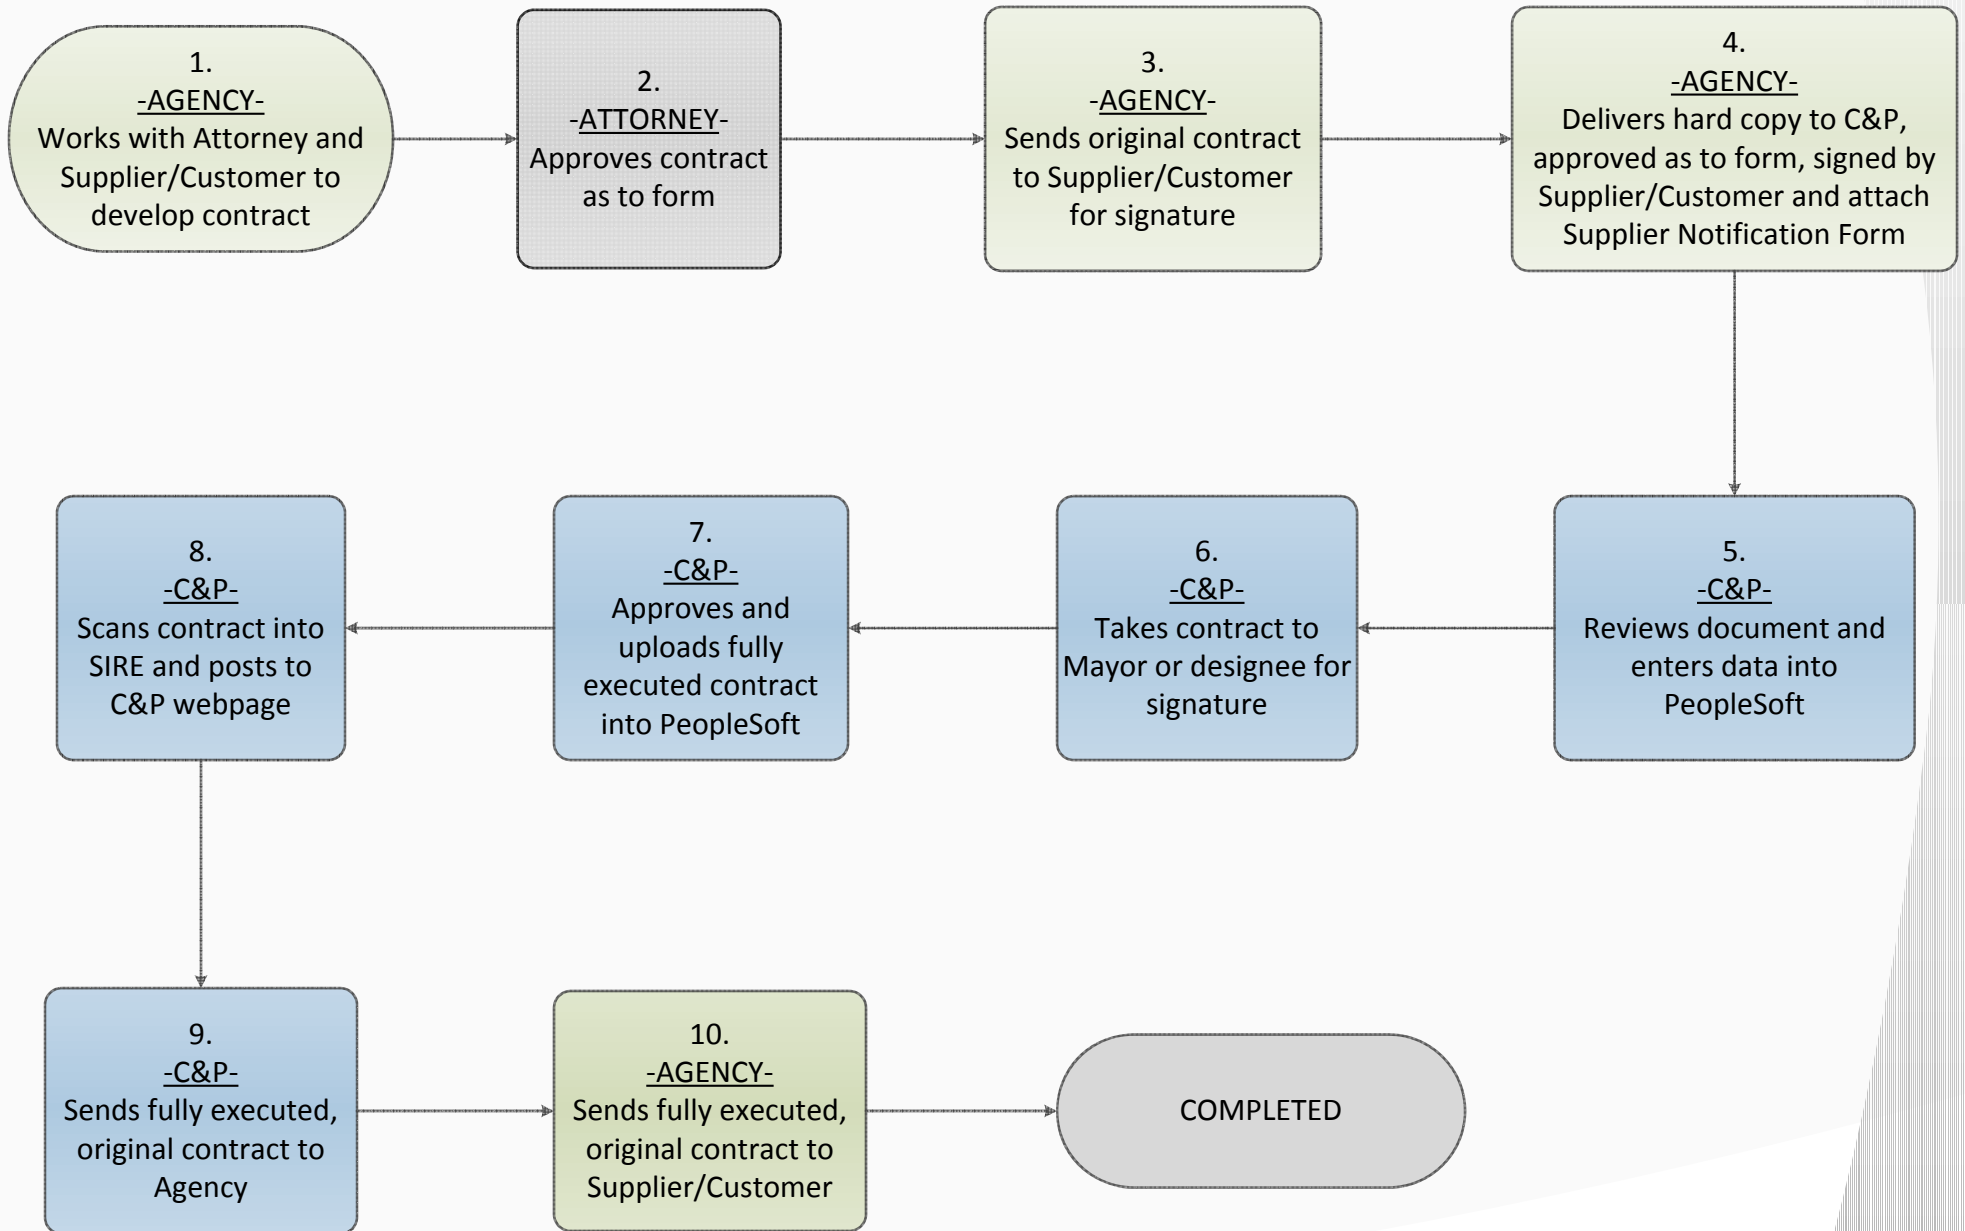 1.
-AGENCY-
Works with Attorney and
Supplier/Customer to
develop contract
2.
-ATTORNEY-
Approves contract
as to form
3.
-AGENCY-
Sends original contract
to Supplier/Customer
for signature
4.
-AGENCY-
Delivers hard copy to C&P,
approved as to form, signed by
Supplier/Customer and attach
Supplier Notification Form
5.
-C&P-
Reviews document and
enters data into
PeopleSoft
6.
-C&P-
Takes contract to
Mayor or designee for
signature
7.
-C&P-
Approves and
uploads fully
executed contract
into PeopleSoft
8.
-C&P-
Scans contract into
SIRE and posts to
C&P webpage
9.
-C&P-
Sends fully executed,
original contract to
Agency
10.
-AGENCY-
Sends fully executed,
original contract to
Supplier/Customer
COMPLETED